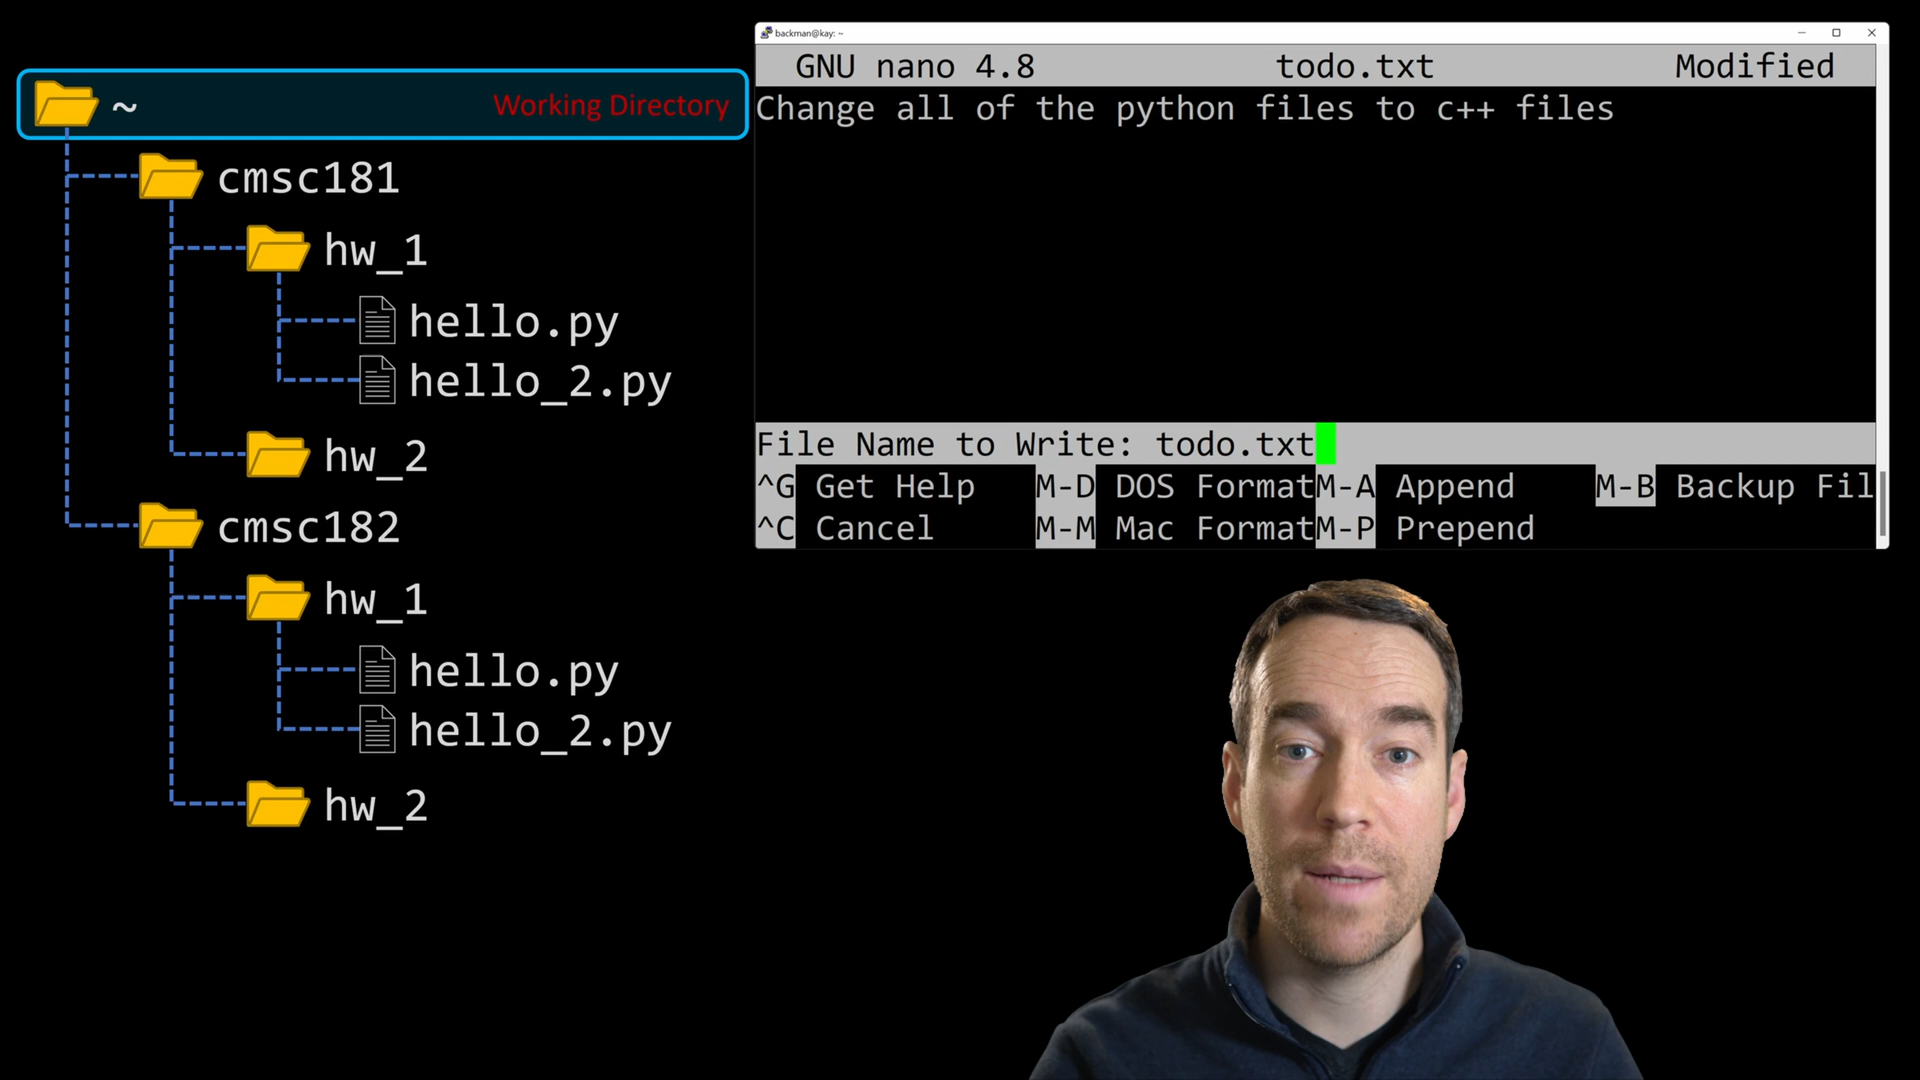 ~ Working Directory
cmsc181
hw_1
hello.py
hello_2.py
hw_2
cmsc182
hw_1
hello.py
hello_2.py
hw_2
backman@kay: ~
GNU nano 4.8 todo.txt Modified
Change all of the python files to c++ files
File Name to Write: todo.txt
^G Get Help M-D DOS Format M-A Append M-B Backup Fil
^C Cancel M-M Mac Format M-P Prepend